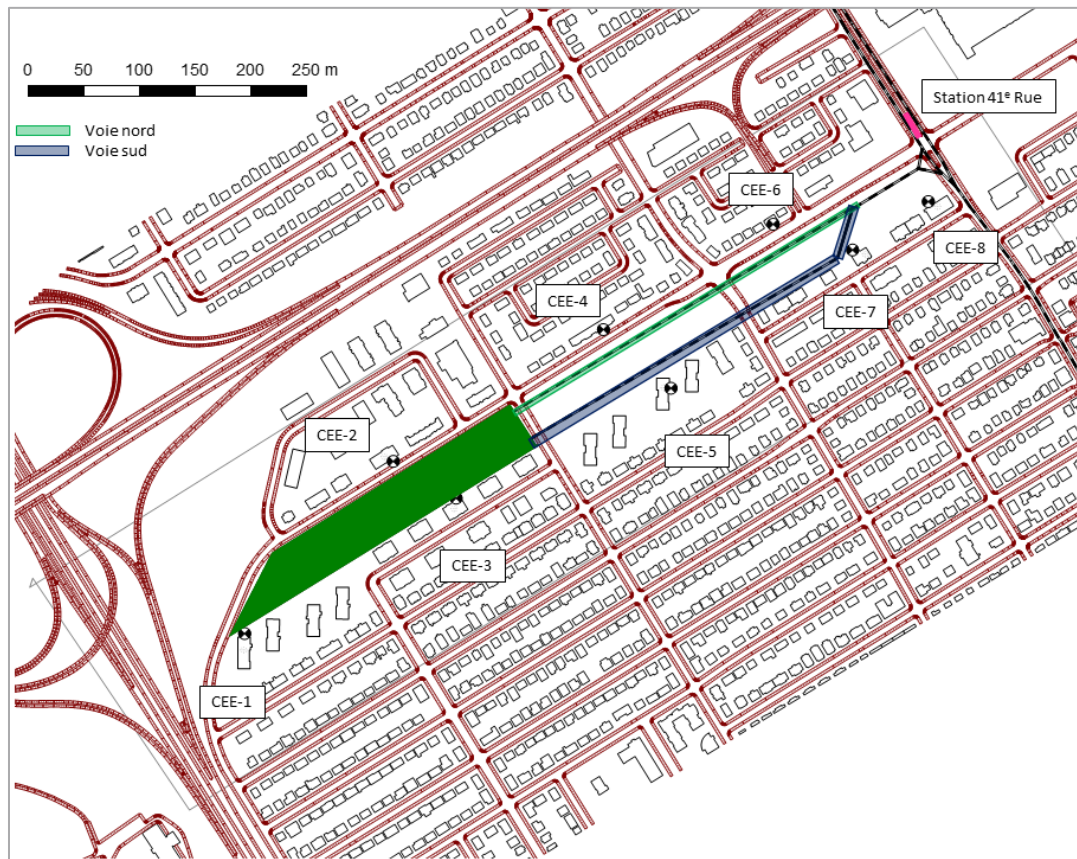 0 50 100 150 200 250 m
Voie nord
Voie sud
Station 41e Rue
CEE-6
CEE-8
CEE-4
CEE-7
CEE-2
CEE-5
CEE-3
CEE-1